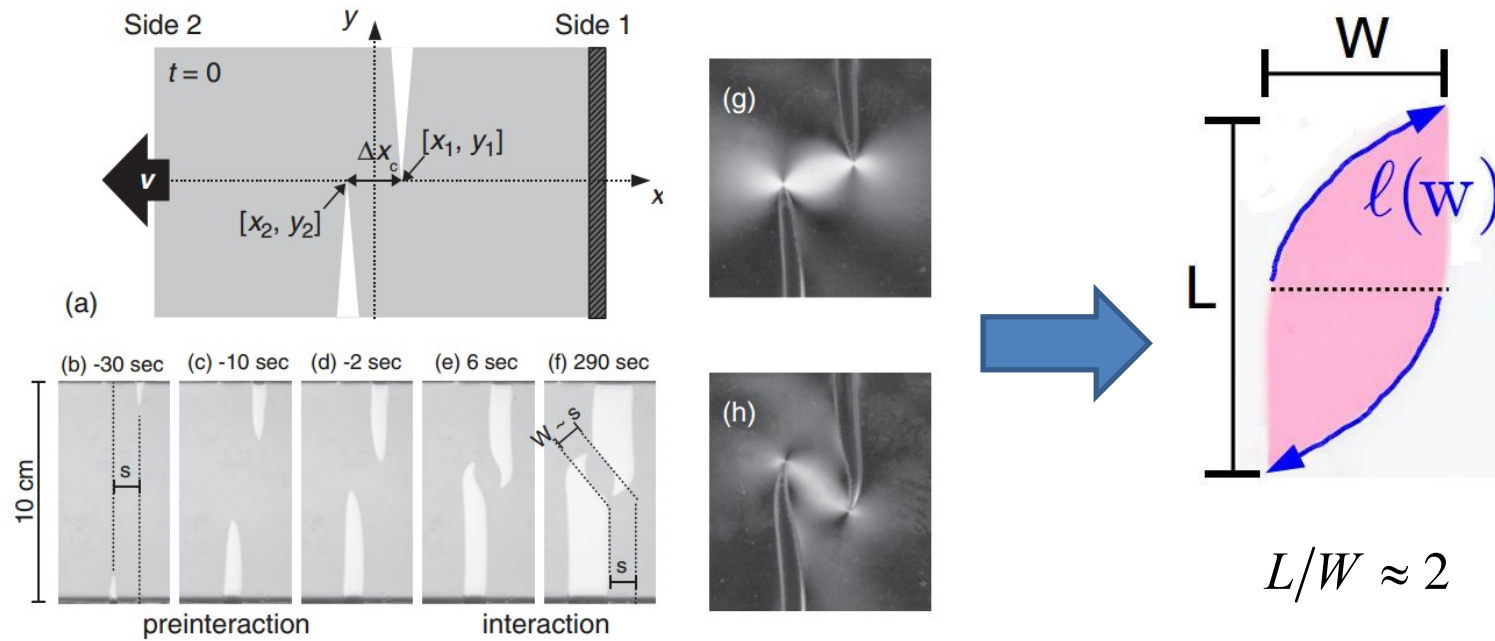 Side 2
y
Side 1
t = 0
Δx_c
[x₁, y₁]
v
x
[x₂, y₂]
(a)
(b) -30 sec
(c) -10 sec
(d) -2 sec
(e) 6 sec
(f) 290 sec
10 cm
s
W ~ s
s
preinteraction
interaction
(g)
(h)
W
L
ℓ(w)
L/W ≈ 2